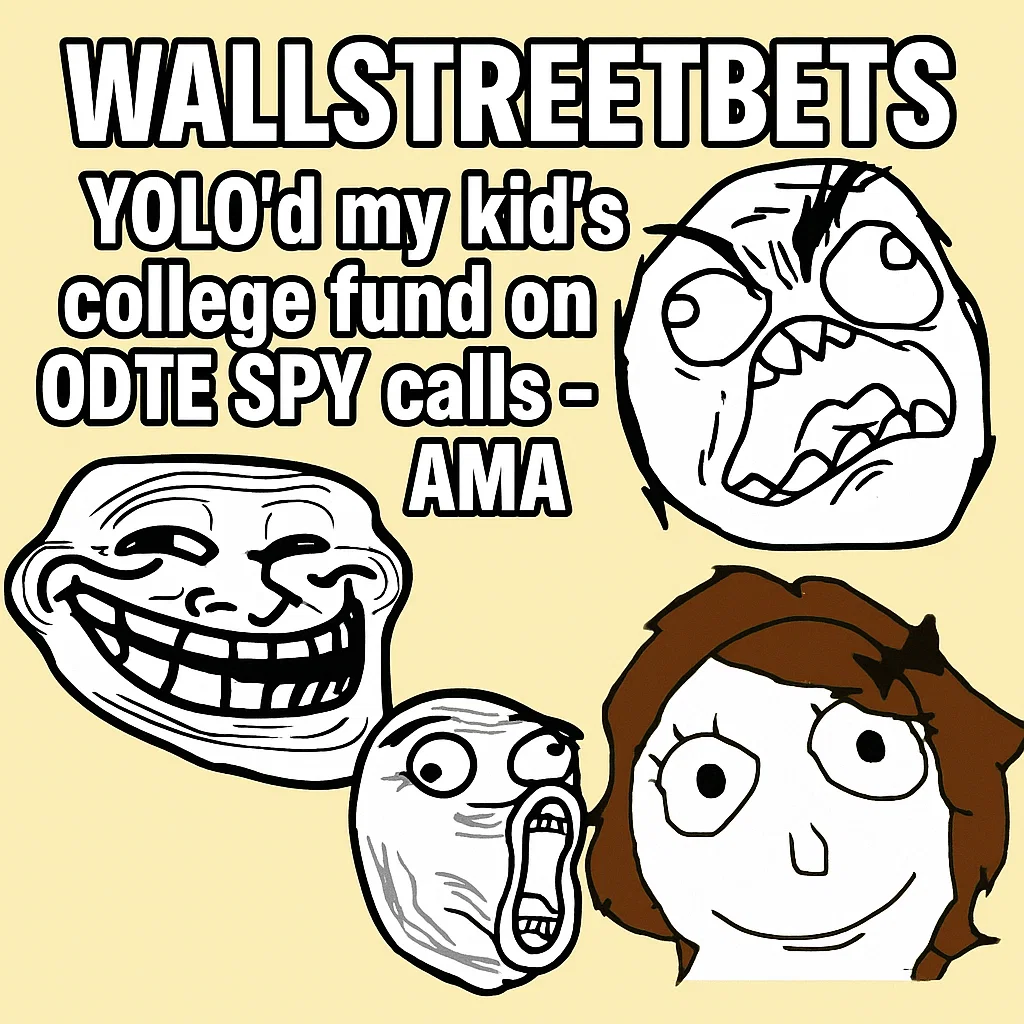 WALLSTREETBETS
YOLO'd my kid's
college fund on
0DTE SPY calls -
AMA